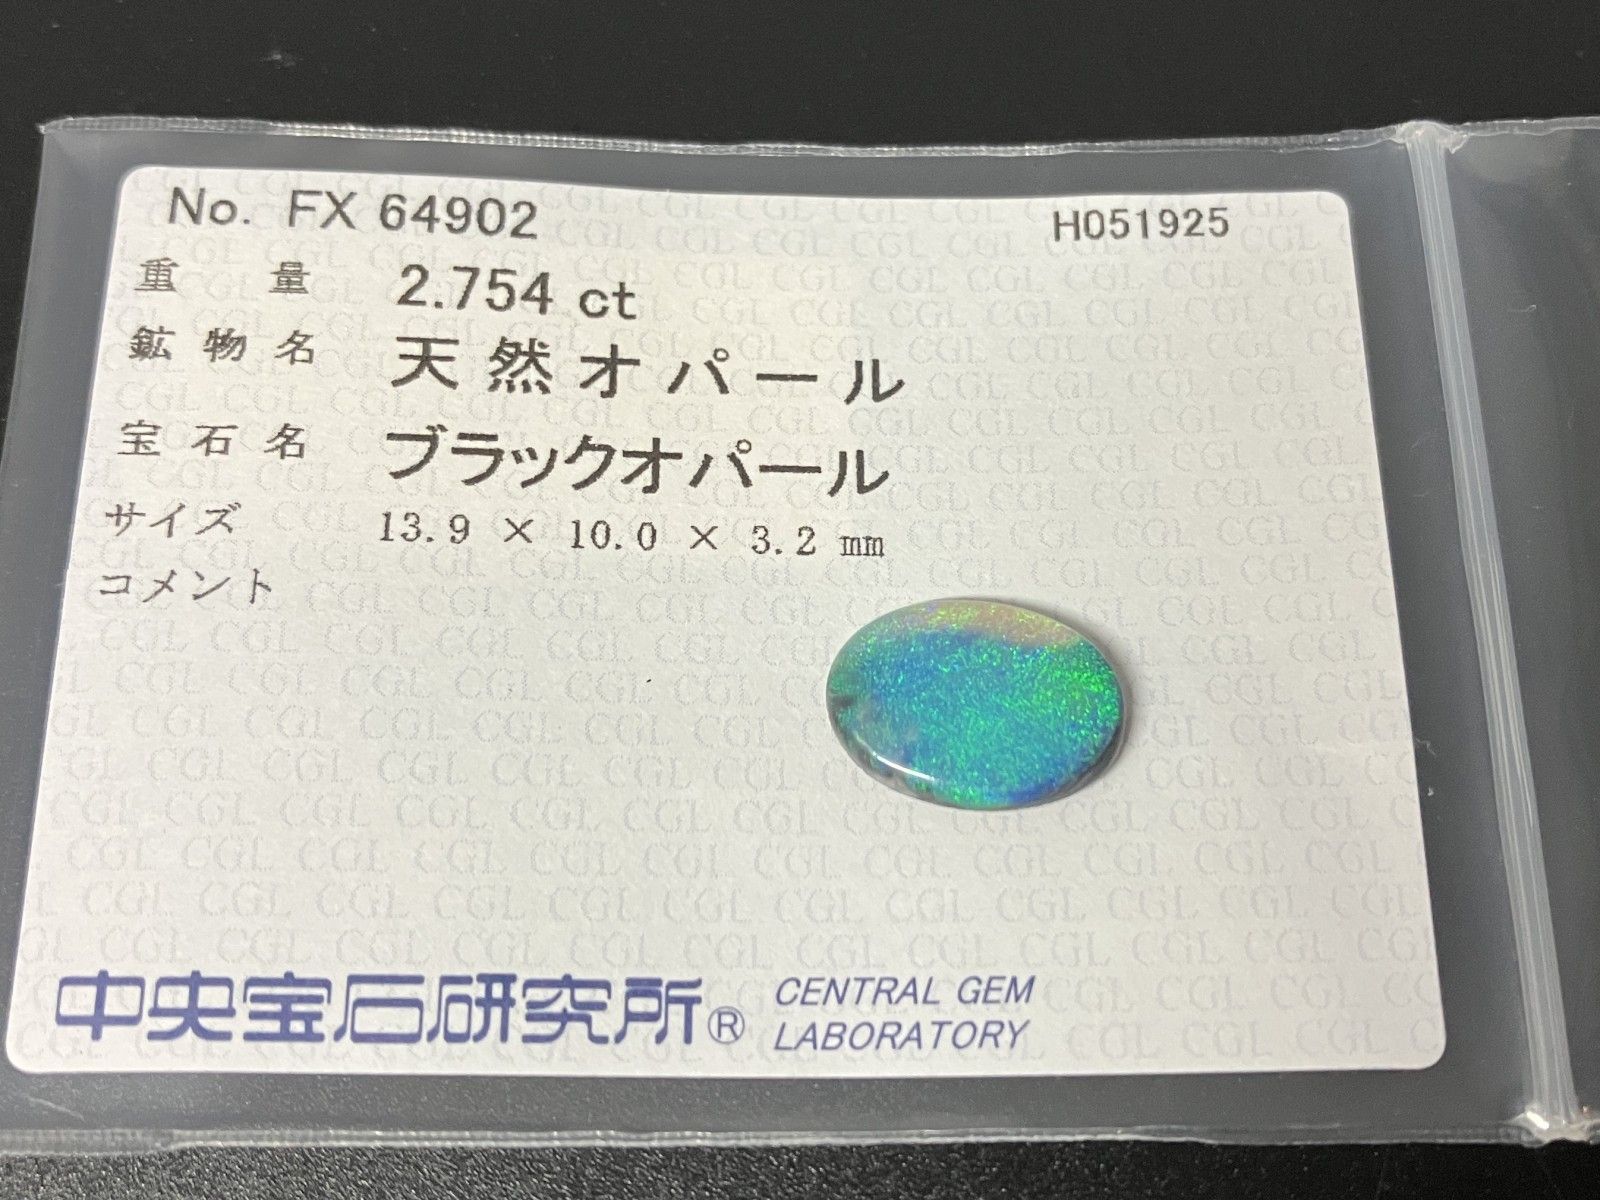 No. FX 64902 H051925
重量 2.754 ct
鉱物名 天然オパール
宝石名 ブラックオパール
サイズ 13.9 × 10.0 × 3.2 mm
コメント
中央宝石研究所® CENTRAL GEM
LABORATORY